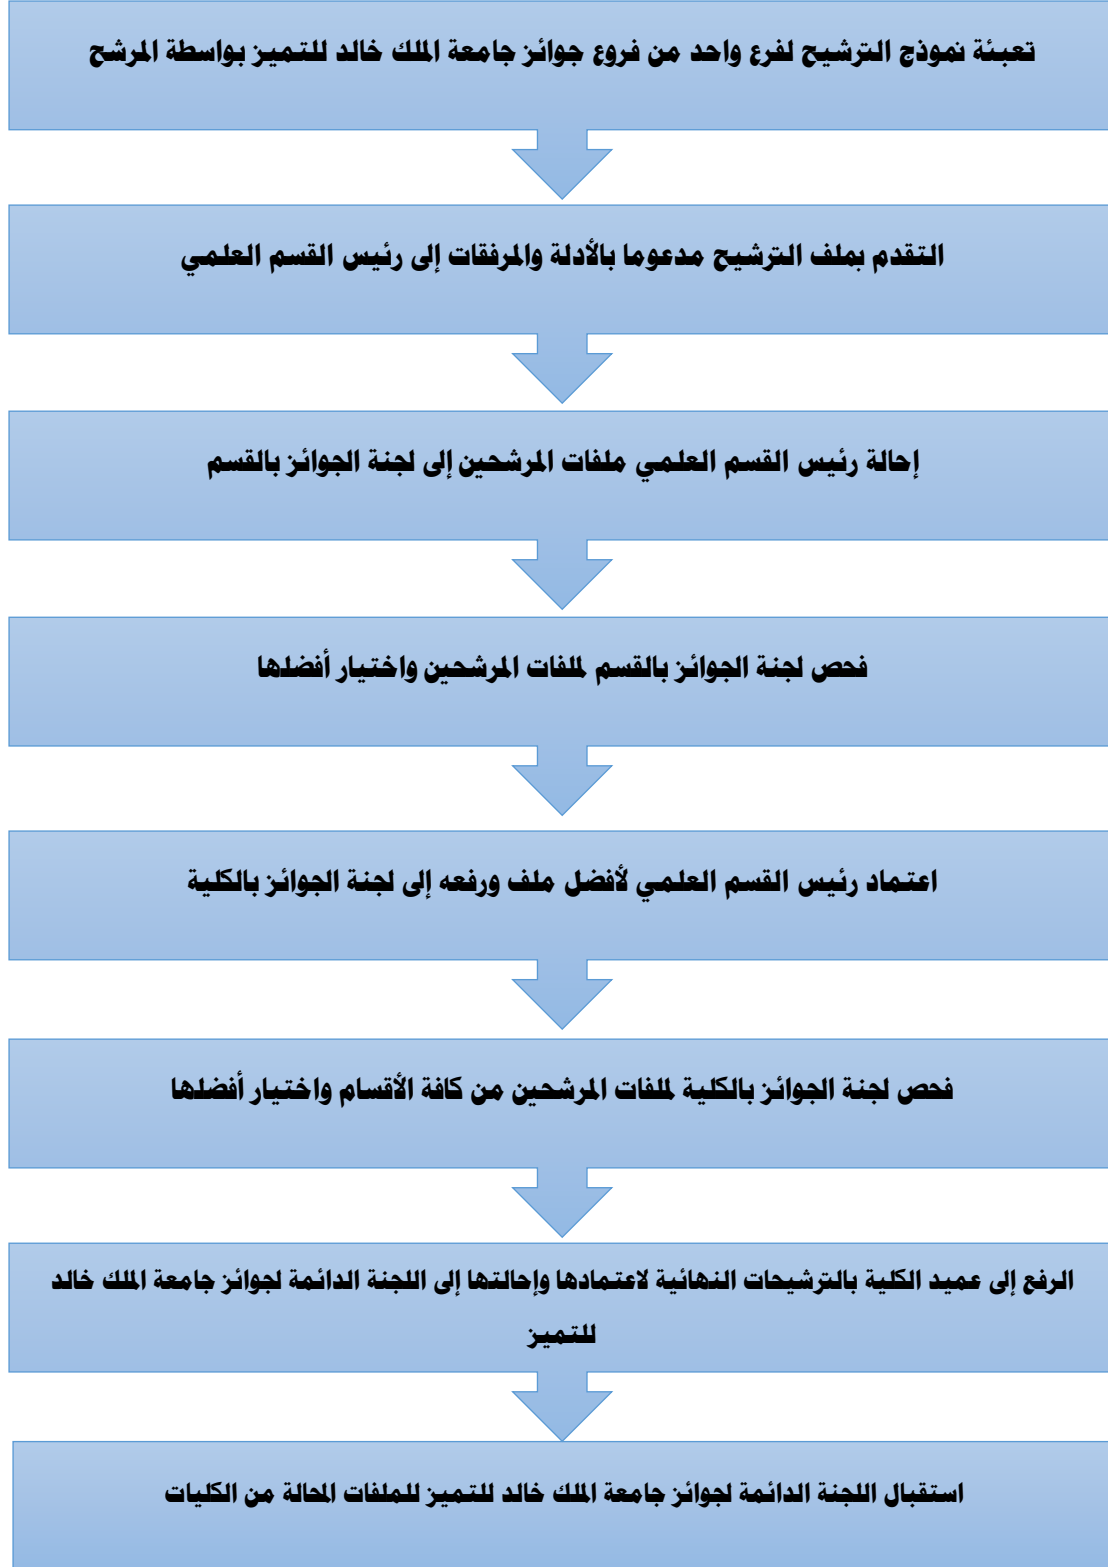 تعبئة نموذج الترشيح لفرع واحد من فروع جوائز جامعة الملك خالد للتميز بواسطة المرشح
التقدم بملف الترشيح مدعوما بالأدلة والمرفقات إلى رئيس القسم العلمي
إحالة رئيس القسم العلمي ملفات المرشحين إلى لجنة الجوائز بالقسم
فحص لجنة الجوائز بالقسم لملفات المرشحين واختيار أفضلها
اعتماد رئيس القسم العلمي لأفضل ملف ورفعه إلى لجنة الجوائز بالكلية
فحص لجنة الجوائز بالكلية لملفات المرشحين من كافة الأقسام واختيار أفضلها
الرفع إلى عميد الكلية بالترشيحات النهائية لاعتمادها وإحالتها إلى اللجنة الدائمة لجوائز جامعة الملك خالد
للتميز
استقبال اللجنة الدائمة لجوائز جامعة الملك خالد للتميز للملفات المحالة من الكليات